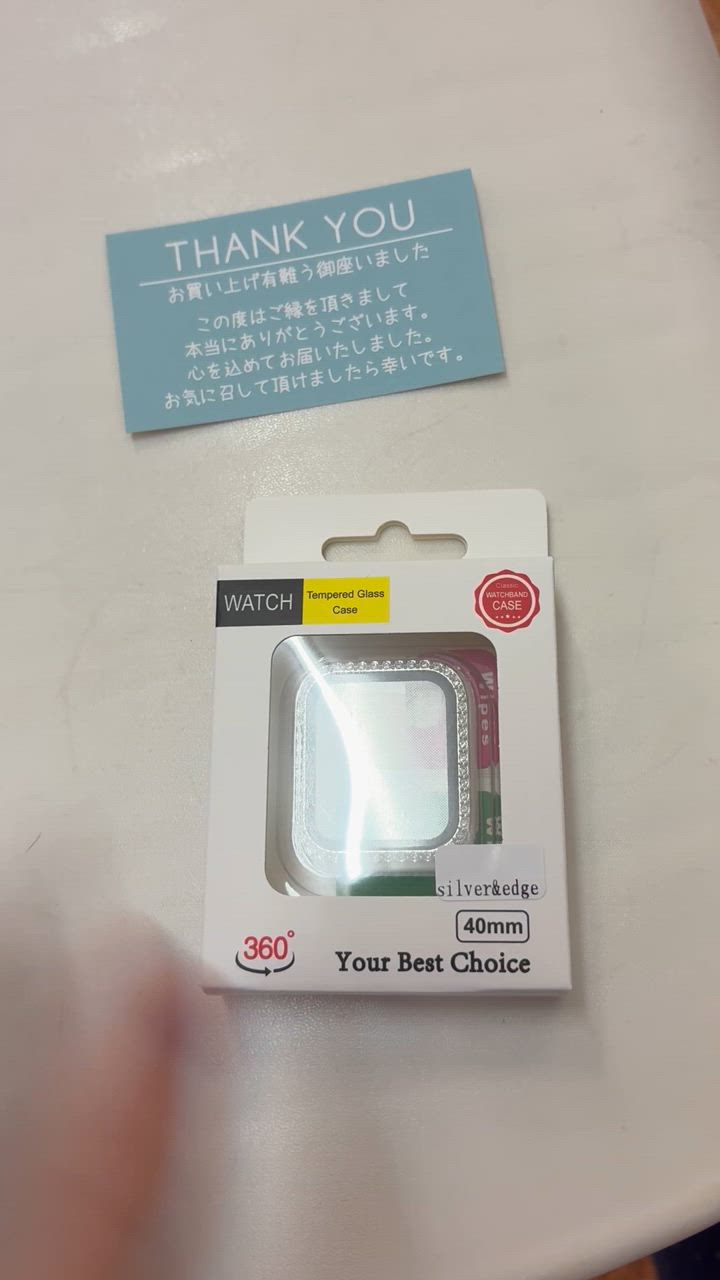 THANK YOU
お買い上げ有難う御座いました
この度はご縁を頂きまして
本当にありがとうございます。
心を込めてお届いたしました。
お気に召して頂けましたら幸いです。
WATCH
Tempered Glass
Case
Classic
WATCHBAND
CASE
Wipes
silver&edge
40mm
360°
Your Best Choice